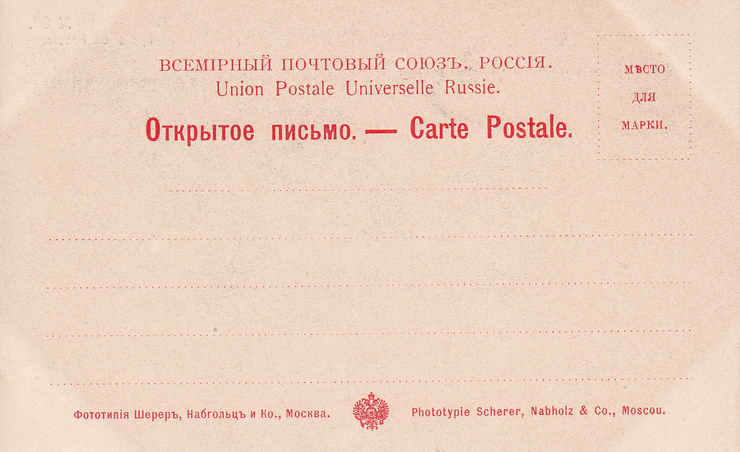 ВСЕМІРНЫЙ ПОЧТОВЫЙ СОЮЗЪ. РОССІЯ.
Union Postale Universelle Russie.
Открытое письмо. — Carte Postale.
МѢСТО
ДЛЯ
МАРКИ.
Фототипія Шереръ, Набгольцъ и Ко., Москва.
Phototypie Scherer, Nabholz & Co., Moscou.